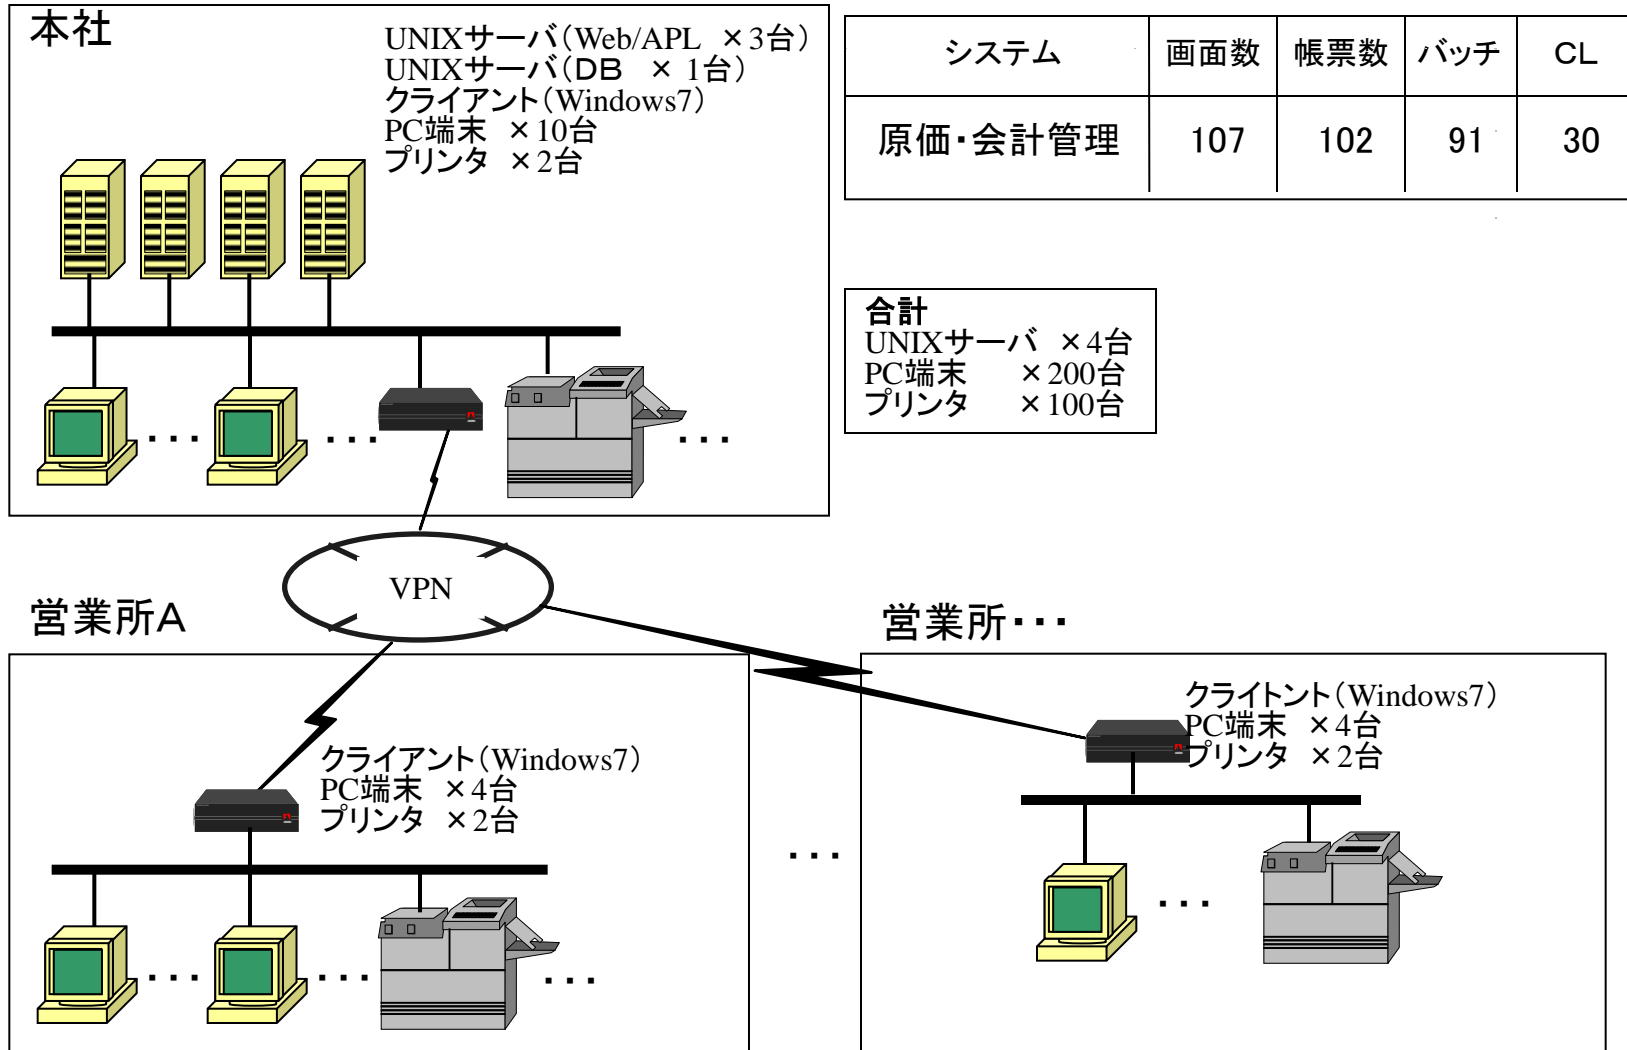 本社
UNIXサーバ(Web/APL ×3台)
UNIXサーバ(DB × 1台)
クライアント(Windows7)
PC端末 ×10台
プリンタ ×2台
システム 画面数 帳票数 バッチ CL
原価・会計管理 107 102 91 30
合計
UNIXサーバ ×4台
PC端末 ×200台
プリンタ ×100台
・・・ ・・・ ・・・
VPN
営業所A
営業所・・・
クライアント(Windows7)
PC端末 ×4台
プリンタ ×2台
クライトント(Windows7)
PC端末 ×4台
プリンタ ×2台
・・・
・・・
・・・ ・・・ ・・・